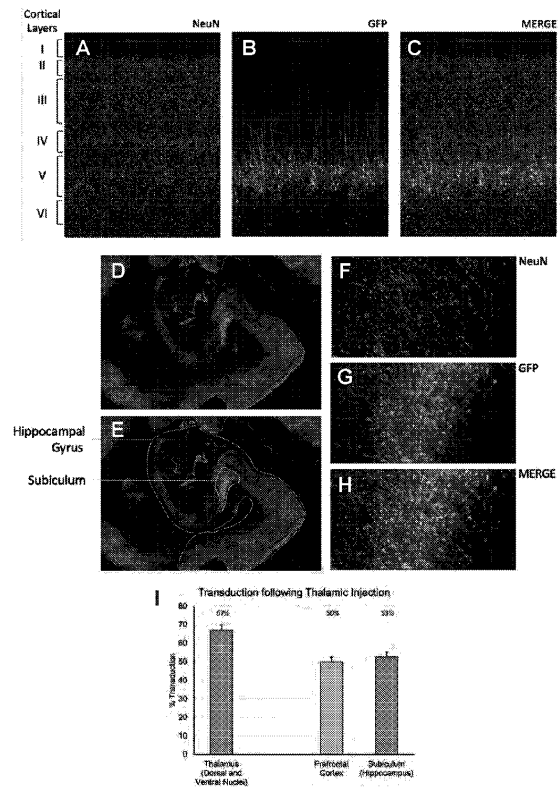 Cortical
Layers
NeuN
GFP
MERGE
A
B
C
I
II
III
IV
V
VI
D
E
Hippocampal
Gyrus
Subiculum
F
NeuN
G
GFP
H
MERGE
I
Transduction following Thalamic Injection
% Transduction
80
70
60
50
40
30
20
10
0
67%
50%
53%
Thalamus
(Dorsal and
Ventral Nuclei)
Prefrontal
Cortex
Subiculum
(Hippocampus)